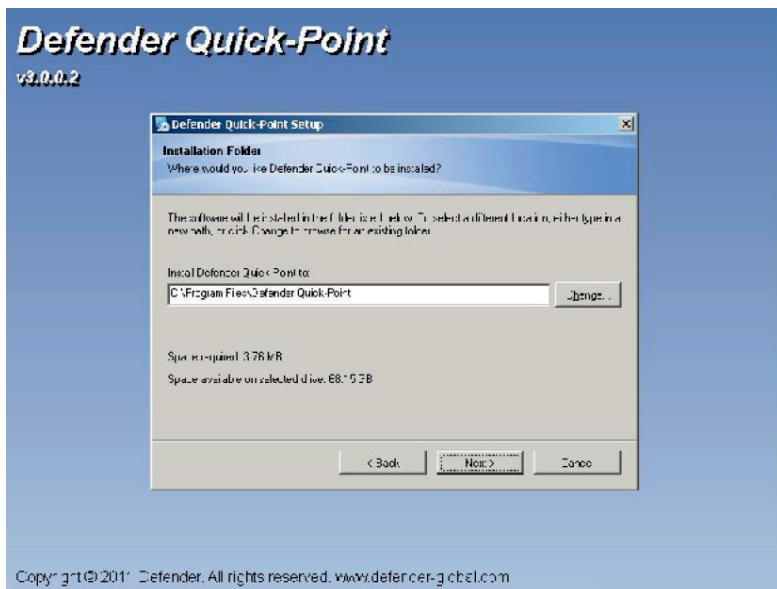 Defender Quick-Point
v3.0.0.2
Defender Quick-Point Setup
Installation Folder
Where would you like Defender Quick-Point to be installed?
The software will be installed in the folder listed below. To select a different location, either type in a
new path, or click Change to browse for an existing folder.
Install Defender Quick-Point to:
C:\Program Files\Defender Quick-Point
Change...
Space required: 3.76 MB
Space available on selected drive: 68.15 GB
< Back
Next >
Cancel
Copyright © 2011 Defender. All rights reserved. www.defender-global.com